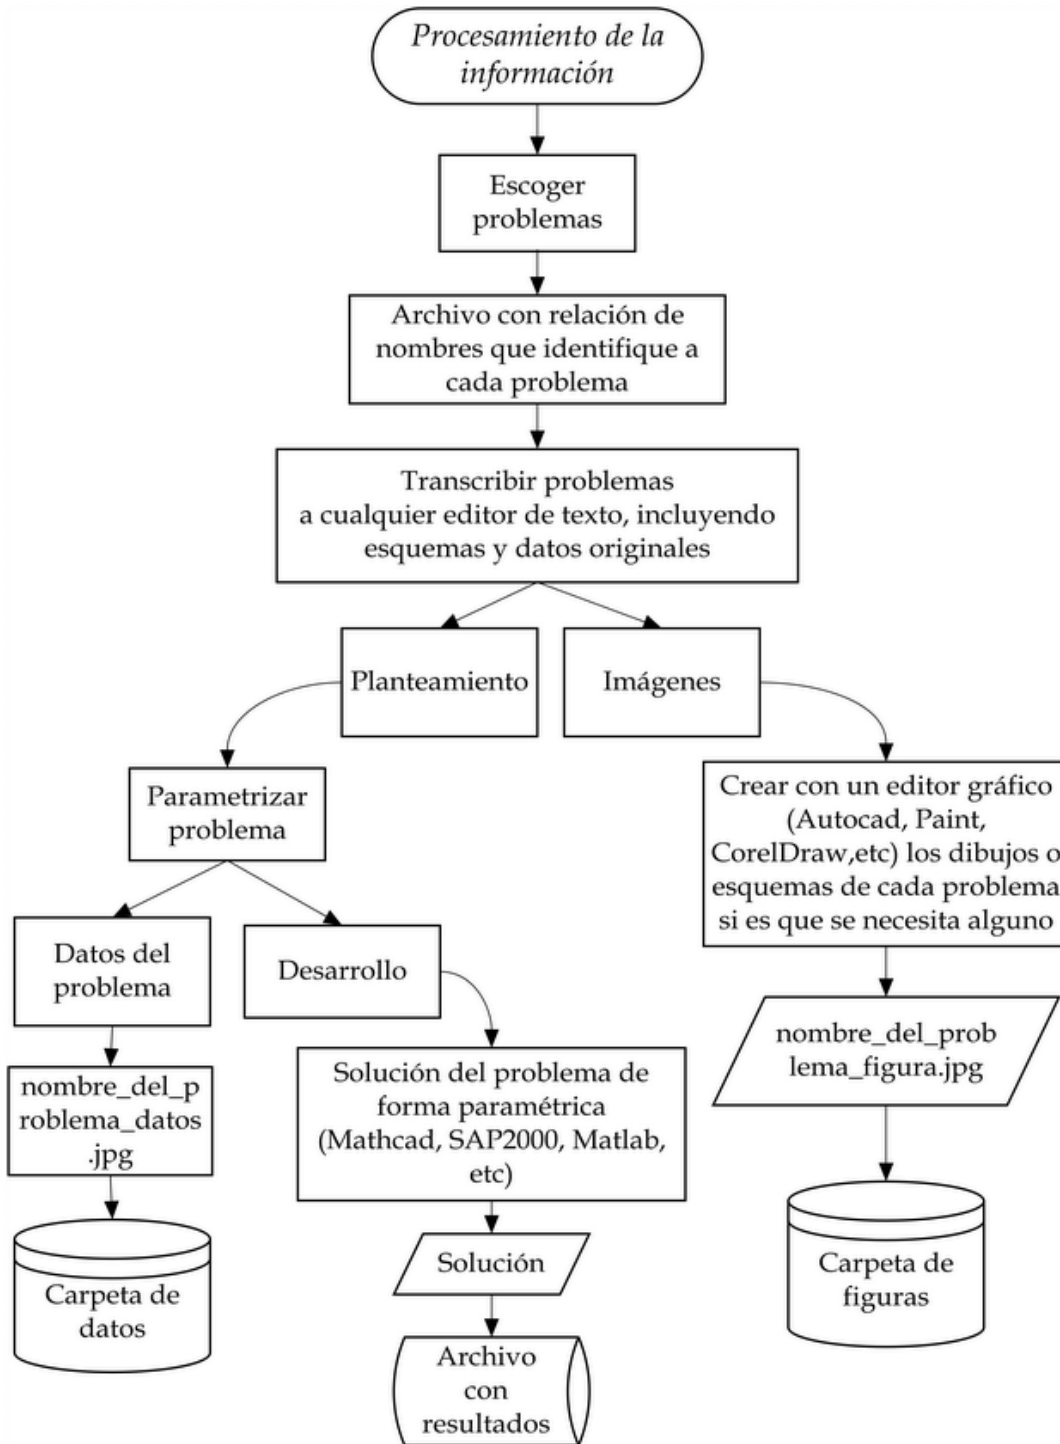 Procesamiento de la
información
Escoger
problemas
Archivo con relación de
nombres que identifique a
cada problema
Transcribir problemas
a cualquier editor de texto, incluyendo
esquemas y datos originales
Planteamiento
Imágenes
Parametrizar
problema
Crear con un editor gráfico
(Autocad, Paint,
CorelDraw,etc) los dibujos o
esquemas de cada problema
si es que se necesita alguno
Datos del
problema
Desarrollo
nombre_del_prob
lema_figura.jpg
nombre_del_p
roblema_datos
.jpg
Solución del problema de
forma paramétrica
(Mathcad, SAP2000, Matlab,
etc)
Carpeta de
datos
Solución
Carpeta de
figuras
Archivo
con
resultados